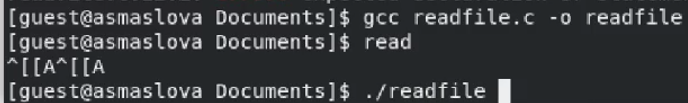 [guest@asmaslova Documents]$ gcc readfile.c -o readfile
[guest@asmaslova Documents]$ read
^[[A^[[A
[guest@asmaslova Documents]$ ./readfile